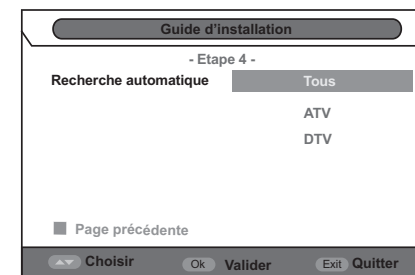 Guide d'installation
- Etape 4 -
Recherche automatique Tous
ATV
DTV
Page précédente
Choisir Ok Valider Exit Quitter